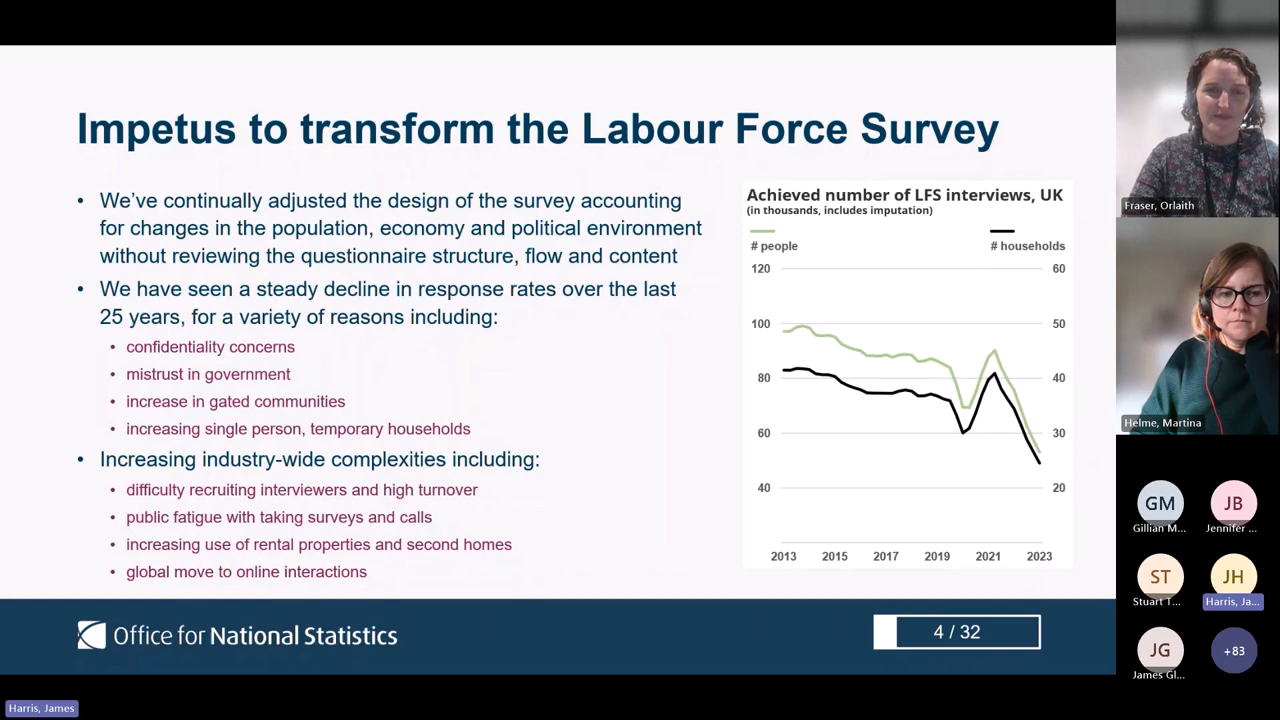 Impetus to transform the Labour Force Survey
• We've continually adjusted the design of the survey accounting
for changes in the population, economy and political environment
without reviewing the questionnaire structure, flow and content
• We have seen a steady decline in response rates over the last
25 years, for a variety of reasons including:
• confidentiality concerns
• mistrust in government
• increase in gated communities
• increasing single person, temporary households
• Increasing industry-wide complexities including:
• difficulty recruiting interviewers and high turnover
• public fatigue with taking surveys and calls
• increasing use of rental properties and second homes
• global move to online interactions
Achieved number of LFS interviews, UK
(in thousands, includes imputation)
# people # households
120 60
100 50
80 40
60 30
40 20
2013 2015 2017 2019 2021 2023
Office for National Statistics
4 / 32
Fraser, Orlaith
Helme, Martina
GM JB
Gillian M... Jennifer ...
ST JH
Stuart T... Harris, Ja...
JG +83
James Gl...
Harris, James